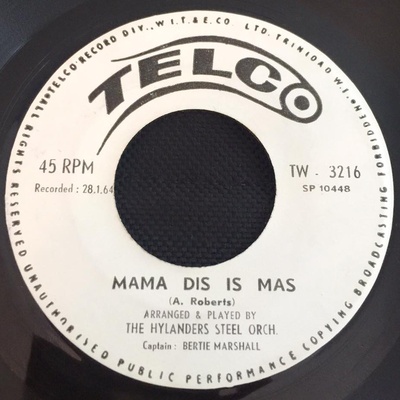 ALL RIGHTS RESERVED UNAUTHORISED PUBLIC PERFORMANCE COPYING BROADCASTING FORBIDDEN • TELCO RECORD DIV., W.I.T.&E.CO LTD. TRINIDAD W.I.
TELCO
45 RPM
TW - 3216
Recorded : 28.1.64
SP 10448
MAMA DIS IS MAS
(A. Roberts)
ARRANGED & PLAYED BY
THE HYLANDERS STEEL ORCH.
Captain : BERTIE MARSHALL